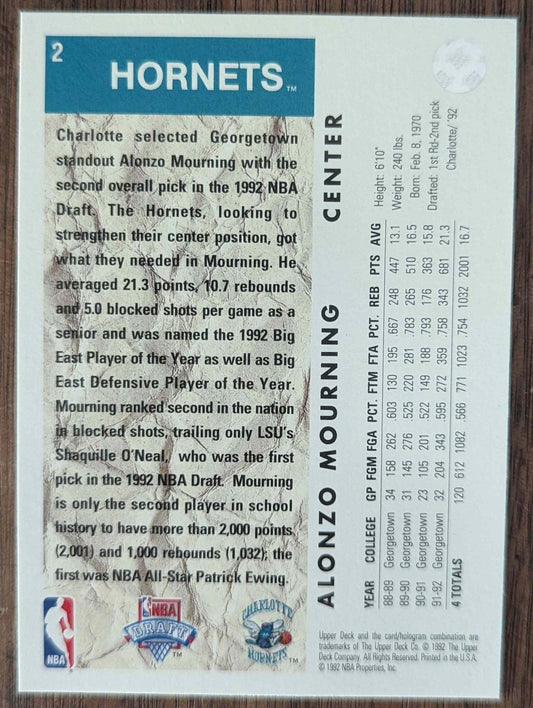 2
HORNETS™
Charlotte selected Georgetown
standout Alonzo Mourning with the
second overall pick in the 1992 NBA
Draft. The Hornets, looking to
strengthen their center position, got
what they needed in Mourning. He
averaged 21.3 points, 10.7 rebounds
and 5.0 blocked shots per game as a
senior and was named the 1992 Big
East Player of the Year as well as Big
East Defensive Player of the Year.
Mourning ranked second in the nation
in blocked shots, trailing only LSU's
Shaquille O'Neal, who was the first
pick in the 1992 NBA Draft. Mourning
is only the second player in school
history to have more than 2,000 points
(2,001) and 1,000 rebounds (1,032); the
first was NBA All-Star Patrick Ewing.
NBA
NBA
DRAFT™
CHARLOTTE
HORNETS™
ALONZO MOURNING CENTER
Height: 6'10"
Weight: 240 lbs.
Born: Feb. 8, 1970
Drafted: 1st Rd-2nd pick
Charlotte/ '92
YEAR COLLEGE GP FGM FGA PCT. FTM FTA PCT. REB PTS AVG
88-89 Georgetown 34 158 262 .603 130 195 .667 248 447 13.1
89-90 Georgetown 31 145 276 .525 220 281 .783 265 510 16.5
90-91 Georgetown 23 105 201 .522 149 188 .793 176 363 15.8
91-92 Georgetown 32 204 343 .595 272 359 .758 343 681 21.3
4 TOTALS 120 612 1082 .566 771 1023 .754 1032 2001 16.7
Upper Deck and the card/hologram combination are
trademarks of The Upper Deck Co. © 1992 The Upper
Deck Company. All Rights Reserved. Printed in the U.S.A.
© 1992 NBA Properties, Inc.